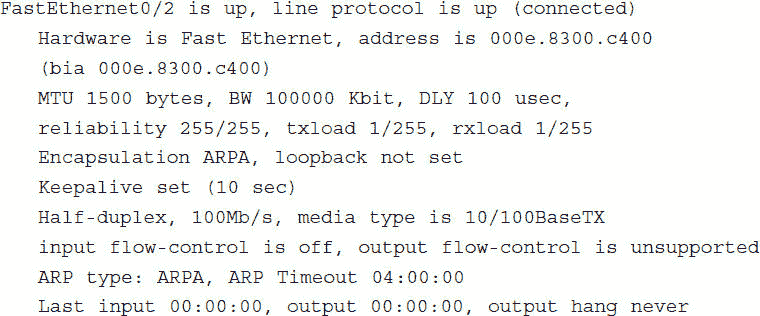 FastEthernet0/2 is up, line protocol is up (connected)
Hardware is Fast Ethernet, address is 000e.8300.c400
(bia 000e.8300.c400)
MTU 1500 bytes, BW 100000 Kbit, DLY 100 usec,
reliability 255/255, txload 1/255, rxload 1/255
Encapsulation ARPA, loopback not set
Keepalive set (10 sec)
Half-duplex, 100Mb/s, media type is 10/100BaseTX
input flow-control is off, output flow-control is unsupported
ARP type: ARPA, ARP Timeout 04:00:00
Last input 00:00:00, output 00:00:00, output hang never